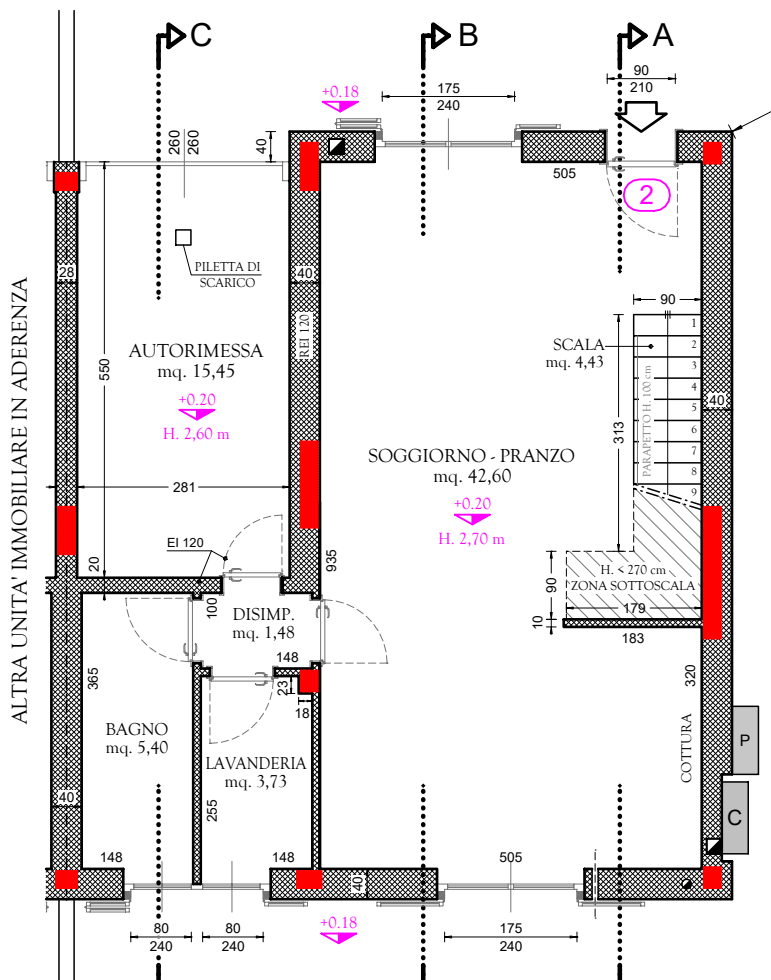 C
B
A
+0.18
175
240
90
210
260
260
40
505
2
PILETTA DI
SCARICO
28
40
REI 120
90
1
2
3
4
5
6
7
8
9
SCALA
mq. 4,43
PARAPETTO H. 100 cm
313
40
AUTORIMESSA
mq. 15,45
+0.20
H. 2,60 m
550
ALTRA UNITA' IMMOBILIARE IN ADERENZA
SOGGIORNO - PRANZO
mq. 42,60
+0.20
H. 2,70 m
281
EI 120
935
20
H. < 270 cm
ZONA SOTTOSCALA
90
179
10
183
100
DISIMP.
mq. 1,48
148
365
23
18
320
COTTURA
BAGNO
mq. 5,40
LAVANDERIA
mq. 3,73
255
P
C
40
148
148
505
40
+0.18
80
240
80
240
175
240